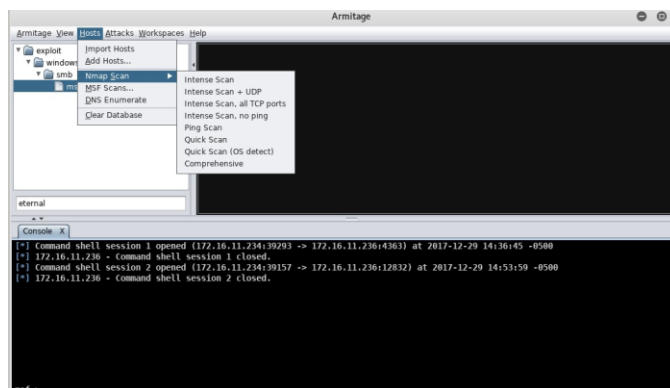 Armitage
Armitage View Hosts Attacks Workspaces Help
exploit
windows
smb
ms
Import Hosts
Add Hosts...
Nmap Scan
MSF Scans...
DNS Enumerate
Clear Database
Intense Scan
Intense Scan + UDP
Intense Scan, all TCP ports
Intense Scan, no ping
Ping Scan
Quick Scan
Quick Scan (OS detect)
Comprehensive
eternal
Console X
[*] Command shell session 1 opened (172.16.11.234:39293 -> 172.16.11.236:4363) at 2017-12-29 14:36:45 -0500
[*] 172.16.11.236 - Command shell session 1 closed.
[*] Command shell session 2 opened (172.16.11.234:39157 -> 172.16.11.236:12832) at 2017-12-29 14:53:59 -0500
[*] 172.16.11.236 - Command shell session 2 closed.